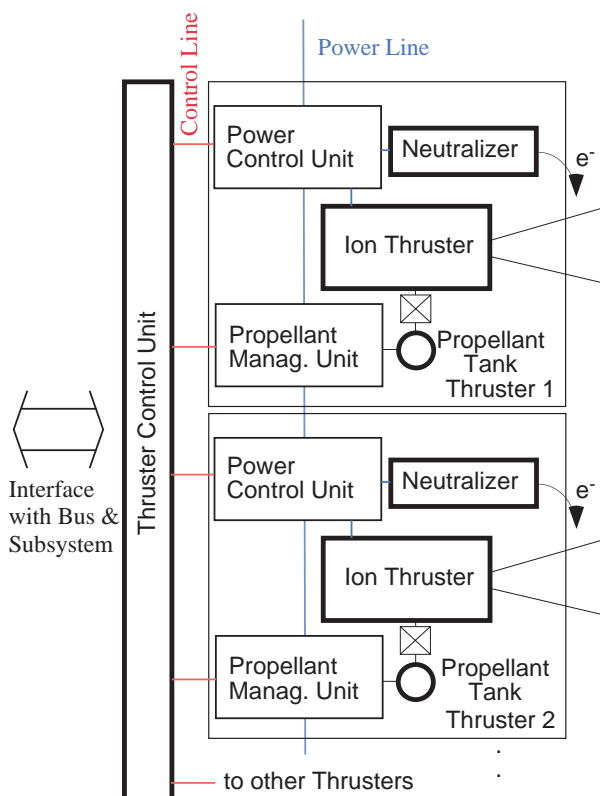 Control Line
Power Line
Power
Control Unit
Neutralizer
e-
Ion Thruster
Propellant
Manag. Unit
Propellant
Tank
Thruster 1
Thruster Control Unit
Interface
with Bus &
Subsystem
Power
Control Unit
Neutralizer
e-
Ion Thruster
Propellant
Manag. Unit
Propellant
Tank
Thruster 2
to other Thrusters